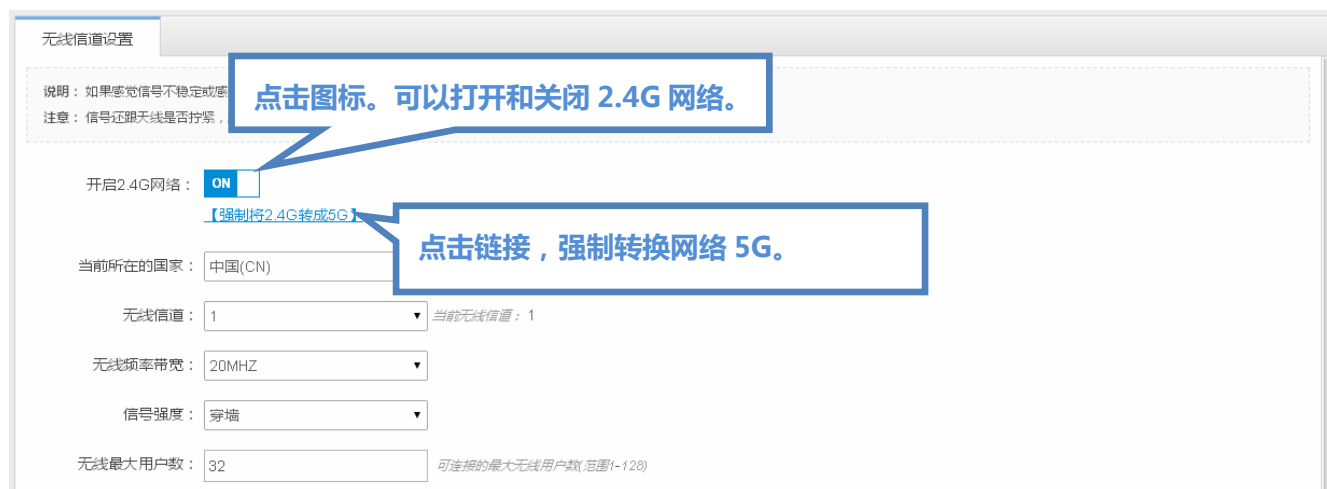 无线信道设置
说明：如果感觉信号不稳定或感
点击图标。可以打开和关闭 2.4G 网络。
注意：信号还跟天线是否拧紧，
开启2.4G网络： ON
【强制将2.4G转成5G】
点击链接，强制转换网络 5G。
当前所在的国家： 中国(CN)
无线信道： 1 当前无线信道：1
无线频率带宽： 20MHZ
信号强度： 穿墙
无线最大用户数： 32 可连接的最大无线用户数(范围1-128)